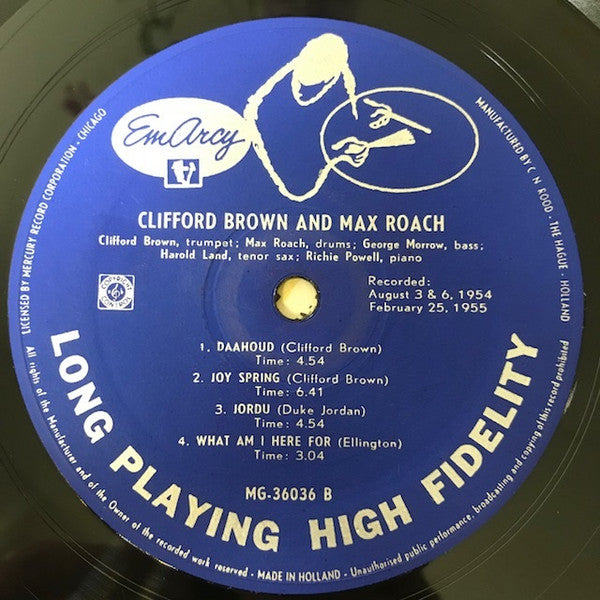 EmArcy
CLIFFORD BROWN AND MAX ROACH
Clifford Brown, trumpet; Max Roach, drums; George Morrow, bass;
Harold Land, tenor sax; Richie Powell, piano
Recorded:
August 3 & 6, 1954
February 25, 1955
COPYRIGHT
CONTROL
1. DAAHOUD (Clifford Brown)
Time: 4.54
2. JOY SPRING (Clifford Brown)
Time: 6.41
3. JORDU (Duke Jordan)
Time: 4.54
4. WHAT AM I HERE FOR (Ellington)
Time: 3.04
MG-36036 B
LONG PLAYING HIGH FIDELITY
LICENSED BY MERCURY RECORD CORPORATION - CHICAGO
MANUFACTURED BY C. N. ROOD - THE HAGUE - HOLLAND
All rights of the Manufacturer and of the Owner of the recorded work reserved - MADE IN HOLLAND - Unauthorised public performance, broadcasting and copying of this record prohibited